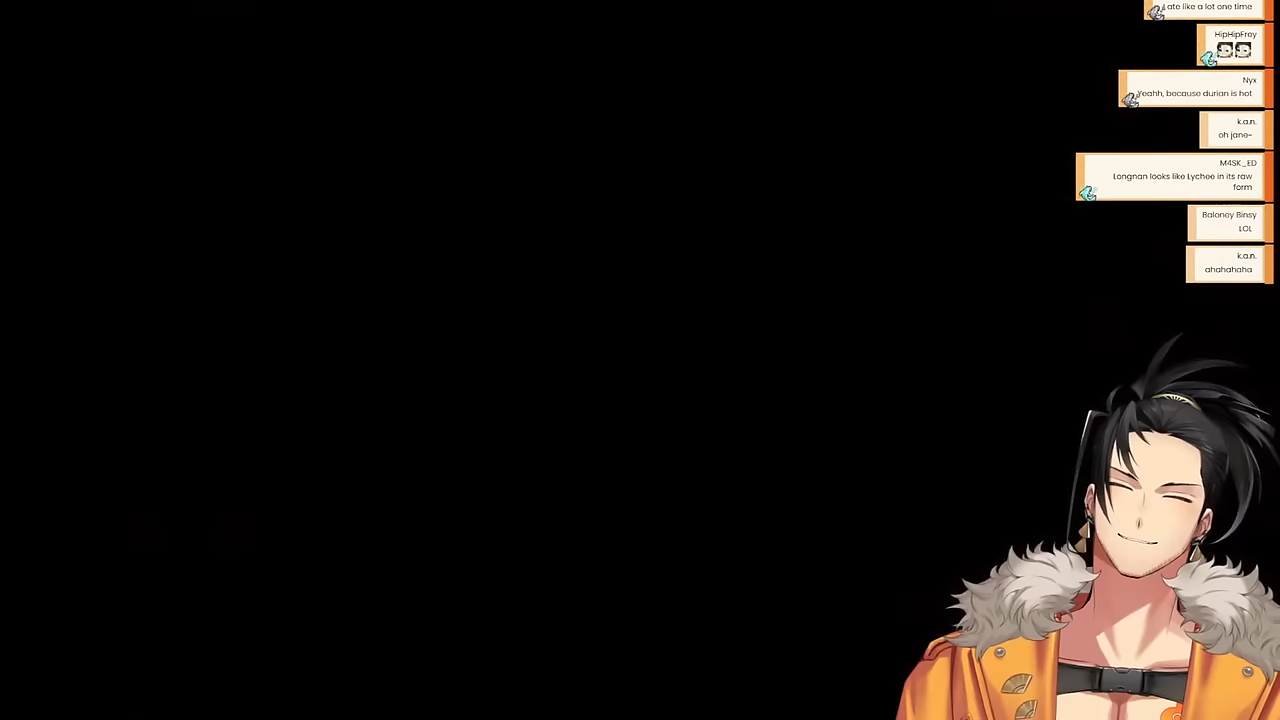 ate like a lot one time
HipHipFroy
Nyx
Yeahh, because durian is hot
k.a.n.
oh jane~
M4SK_ED
Longnan looks like Lychee in its raw
form
Baloney Binsy
LOL
k.a.n.
ahahahaha